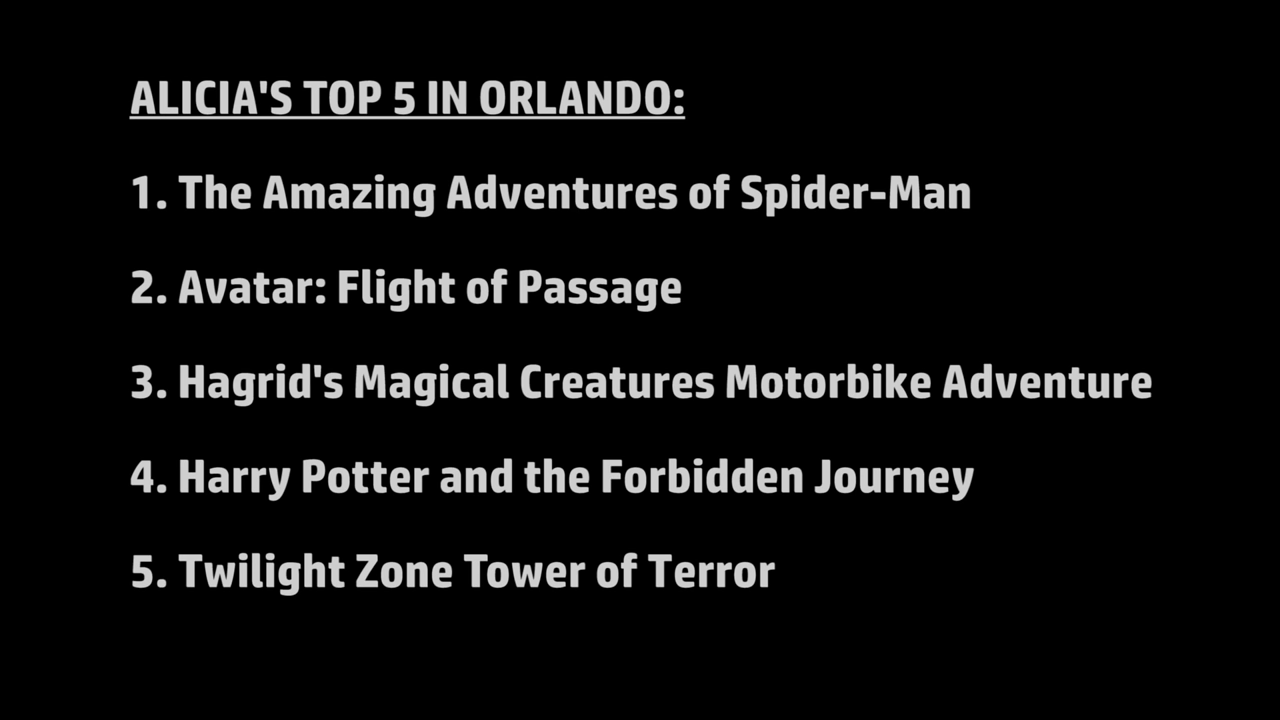 ALICIA'S TOP 5 IN ORLANDO:
1. The Amazing Adventures of Spider-Man
2. Avatar: Flight of Passage
3. Hagrid's Magical Creatures Motorbike Adventure
4. Harry Potter and the Forbidden Journey
5. Twilight Zone Tower of Terror